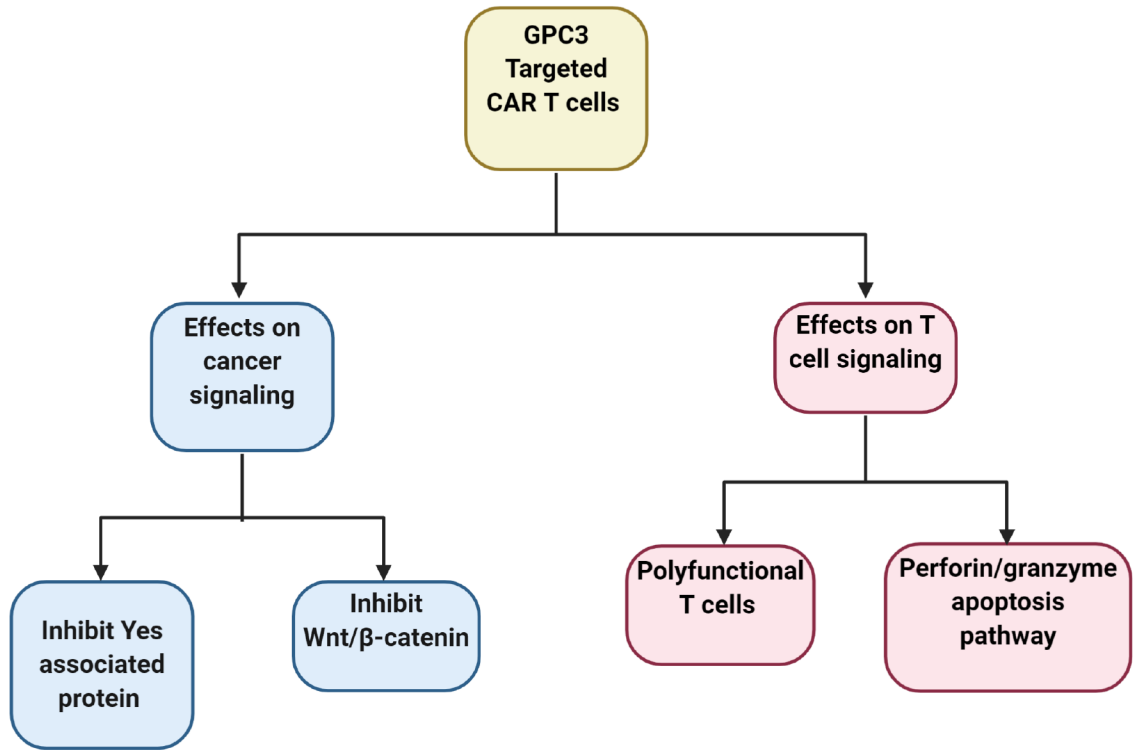 GPC3
Targeted
CAR T cells
Effects on
cancer
signaling
Effects on T
cell signaling
Inhibit Yes
associated
protein
Inhibit
Wnt/β-catenin
Polyfunctional
T cells
Perforin/granzyme
apoptosis
pathway